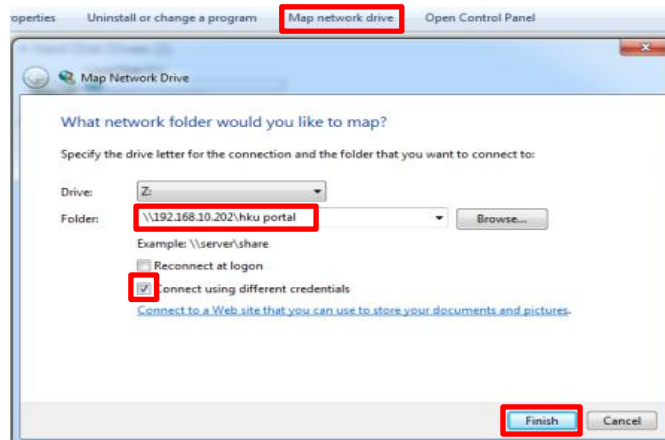 operties Uninstall or change a program Map network drive Open Control Panel
Map Network Drive
What network folder would you like to map?
Specify the drive letter for the connection and the folder that you want to connect to:
Drive: Z:
Folder: \\192.168.10.202\hku portal Browse...
Example: \\server\share
Reconnect at logon
Connect using different credentials
Connect to a Web site that you can use to store your documents and pictures.
Finish Cancel